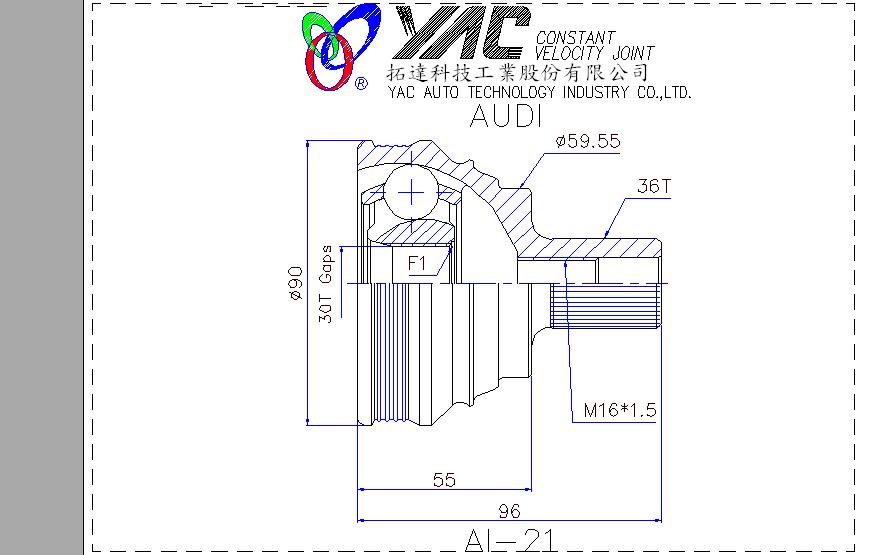 YAC CONSTANT
VELOCITY JOINT
拓達科技工業股份有限公司
®
YAC AUTO TECHNOLOGY INDUSTRY CO.,LTD.
AUDI
ø59.55
36T
F1
30T Gaps
ø90
M16*1.5
55
96
AI-21